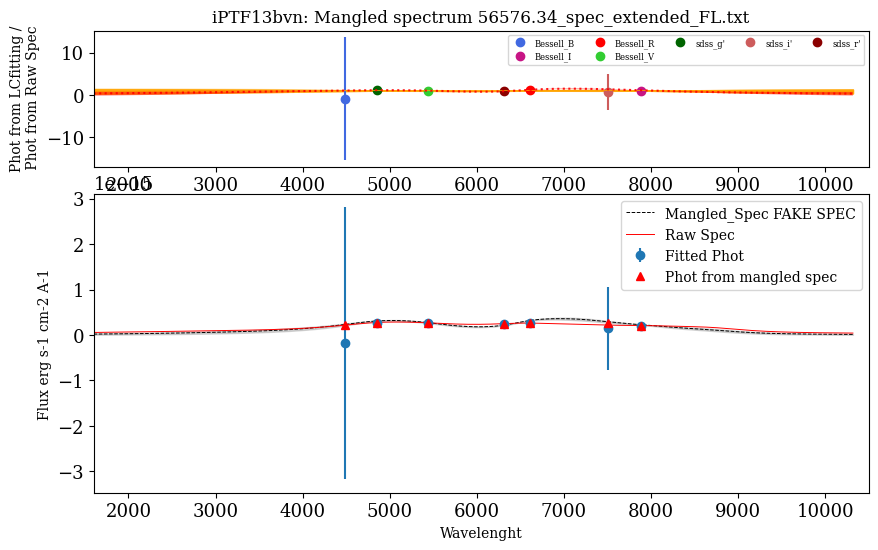 iPTF13bvn: Mangled spectrum 56576.34_spec_extended_FL.txt
Phot from LCfitting /
Phot from Raw Spec
10
0
−10
Bessell_B
Bessell_R
sdss_g'
sdss_i'
sdss_r'
Bessell_I
Bessell_V
2000 3000 4000 5000 6000 7000 8000 9000 10000
1e−15
Flux erg s-1 cm-2 A-1
3
2
1
0
−1
−2
−3
Mangled_Spec FAKE SPEC
Raw Spec
Fitted Phot
Phot from mangled spec
2000 3000 4000 5000 6000 7000 8000 9000 10000
Wavelenght